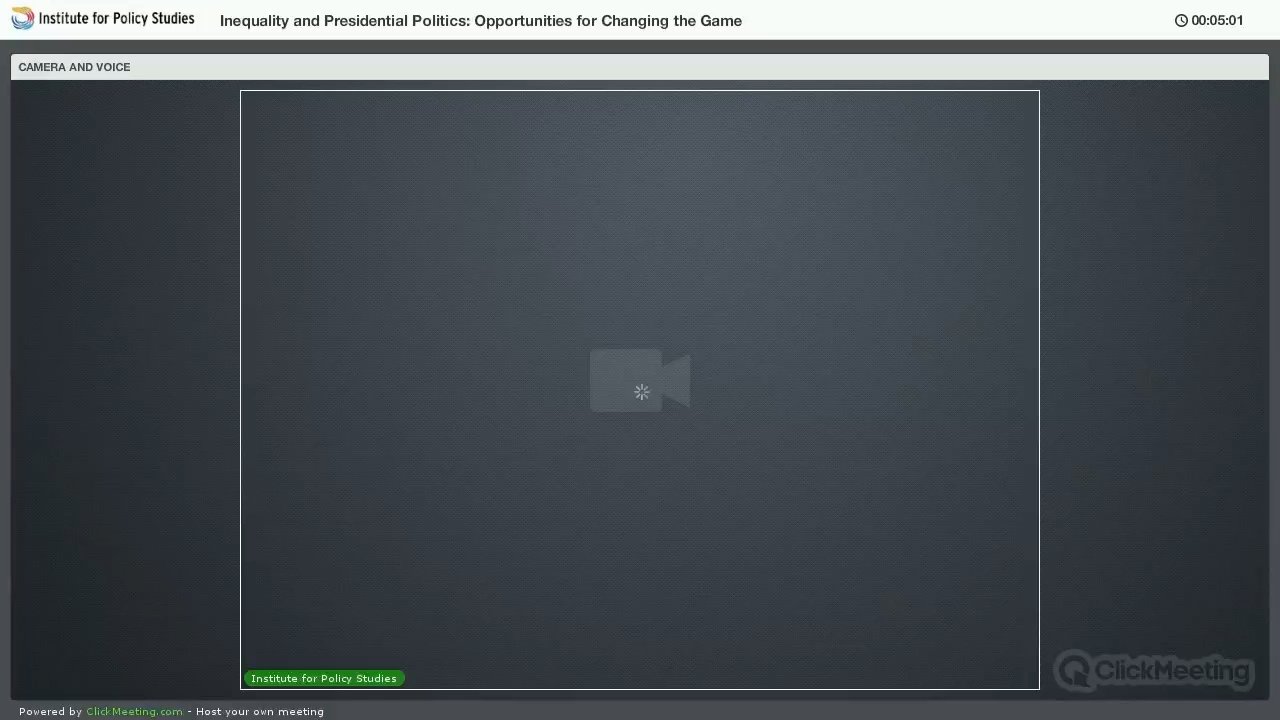 Institute for Policy Studies
Inequality and Presidential Politics: Opportunities for Changing the Game
00:05:01
CAMERA AND VOICE
Institute for Policy Studies
ClickMeeting
Powered by ClickMeeting.com - Host your own meeting